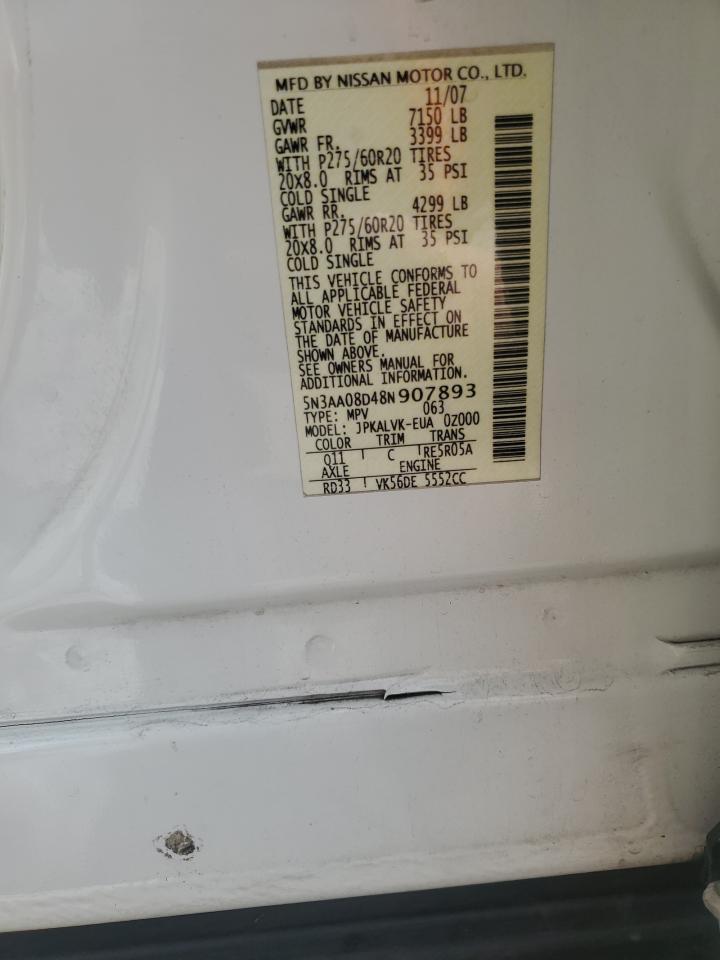 MFD BY NISSAN MOTOR CO., LTD.
DATE 11/07
GVWR 7150 LB
GAWR FR. 3399 LB
WITH P275/60R20 TIRES
20X8.0 RIMS AT 35 PSI
COLD SINGLE
GAWR RR. 4299 LB
WITH P275/60R20 TIRES
20X8.0 RIMS AT 35 PSI
COLD SINGLE
THIS VEHICLE CONFORMS TO
ALL APPLICABLE FEDERAL
MOTOR VEHICLE SAFETY
STANDARDS IN EFFECT ON
THE DATE OF MANUFACTURE
SHOWN ABOVE.
SEE OWNERS MANUAL FOR
ADDITIONAL INFORMATION.
5N3AA08D48N907893
TYPE: MPV 063
MODEL: JPKALVK-EUA 0Z000
COLOR TRIM TRANS
Q11 C RE5R05A
AXLE ENGINE
RD33 VK56DE 5552CC